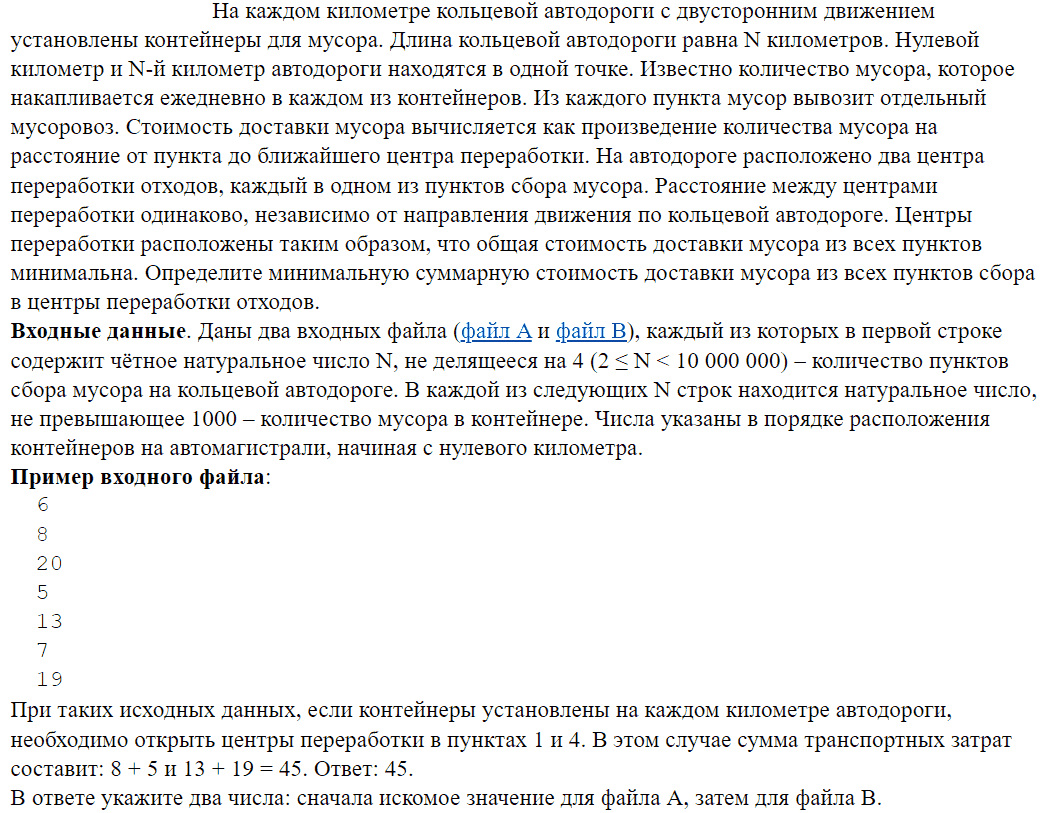 На каждом километре кольцевой автодороги с двусторонним движением
установлены контейнеры для мусора. Длина кольцевой автодороги равна N километров. Нулевой
километр и N-й километр автодороги находятся в одной точке. Известно количество мусора, которое
накапливается ежедневно в каждом из контейнеров. Из каждого пункта мусор вывозит отдельный
мусоровоз. Стоимость доставки мусора вычисляется как произведение количества мусора на
расстояние от пункта до ближайшего центра переработки. На автодороге расположено два центра
переработки отходов, каждый в одном из пунктов сбора мусора. Расстояние между центрами
переработки одинаково, независимо от направления движения по кольцевой автодороге. Центры
переработки расположены таким образом, что общая стоимость доставки мусора из всех пунктов
минимальна. Определите минимальную суммарную стоимость доставки мусора из всех пунктов сбора
в центры переработки отходов.
Входные данные. Даны два входных файла (файл A и файл B), каждый из которых в первой строке
содержит чётное натуральное число N, не делящееся на 4 (2 ≤ N < 10 000 000) – количество пунктов
сбора мусора на кольцевой автодороге. В каждой из следующих N строк находится натуральное число,
не превышающее 1000 – количество мусора в контейнере. Числа указаны в порядке расположения
контейнеров на автомагистрали, начиная с нулевого километра.
Пример входного файла:
6
8
20
5
13
7
19
При таких исходных данных, если контейнеры установлены на каждом километре автодороги,
необходимо открыть центры переработки в пунктах 1 и 4. В этом случае сумма транспортных затрат
составит: 8 + 5 и 13 + 19 = 45. Ответ: 45.
В ответе укажите два числа: сначала искомое значение для файла А, затем для файла B.